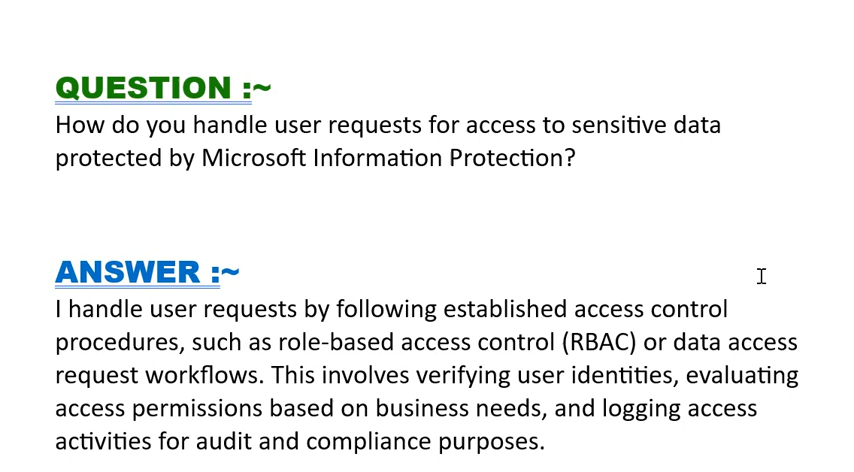 QUESTION :~
How do you handle user requests for access to sensitive data
protected by Microsoft Information Protection?
ANSWER :~
I handle user requests by following established access control
procedures, such as role-based access control (RBAC) or data access
request workflows. This involves verifying user identities, evaluating
access permissions based on business needs, and logging access
activities for audit and compliance purposes.